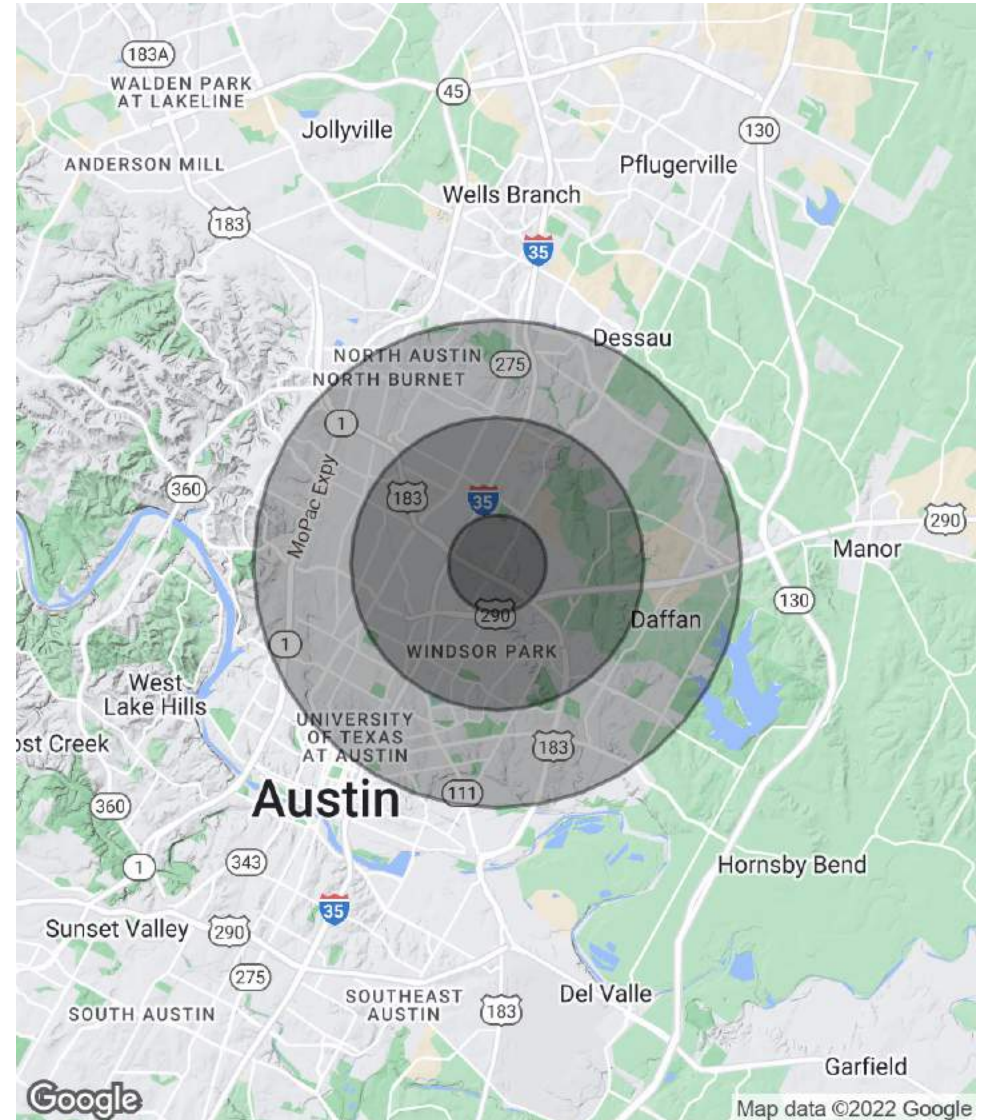 183A
WALDEN PARK
AT LAKELINE
45
Jollyville
130
ANDERSON MILL
Pflugerville
Wells Branch
183
35
Dessau
NORTH AUSTIN
275
NORTH BURNET
1
MoPac Expy
183
35
360
290
Manor
130
290
Daffan
1
WINDSOR PARK
West
Lake Hills
UNIVERSITY
OF TEXAS
AT AUSTIN
ost Creek
183
Austin
111
360
343
1
Hornsby Bend
35
Sunset Valley
290
275
Del Valle
SOUTHEAST
AUSTIN
183
SOUTH AUSTIN
Garfield
Google
Map data ©2022 Google